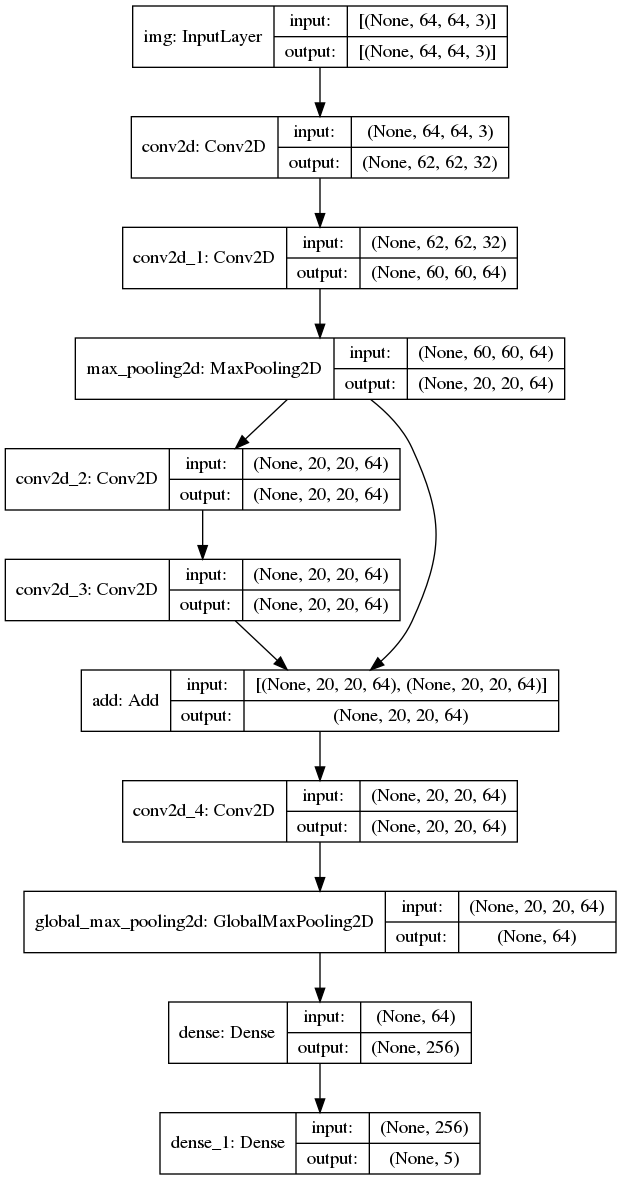 img: InputLayer
input:
[(None, 64, 64, 3)]
output:
[(None, 64, 64, 3)]
conv2d: Conv2D
input:
(None, 64, 64, 3)
output:
(None, 62, 62, 32)
conv2d_1: Conv2D
input:
(None, 62, 62, 32)
output:
(None, 60, 60, 64)
max_pooling2d: MaxPooling2D
input:
(None, 60, 60, 64)
output:
(None, 20, 20, 64)
conv2d_2: Conv2D
input:
(None, 20, 20, 64)
output:
(None, 20, 20, 64)
conv2d_3: Conv2D
input:
(None, 20, 20, 64)
output:
(None, 20, 20, 64)
add: Add
input:
[(None, 20, 20, 64), (None, 20, 20, 64)]
output:
(None, 20, 20, 64)
conv2d_4: Conv2D
input:
(None, 20, 20, 64)
output:
(None, 20, 20, 64)
global_max_pooling2d: GlobalMaxPooling2D
input:
(None, 20, 20, 64)
output:
(None, 64)
dense: Dense
input:
(None, 64)
output:
(None, 256)
dense_1: Dense
input:
(None, 256)
output:
(None, 5)